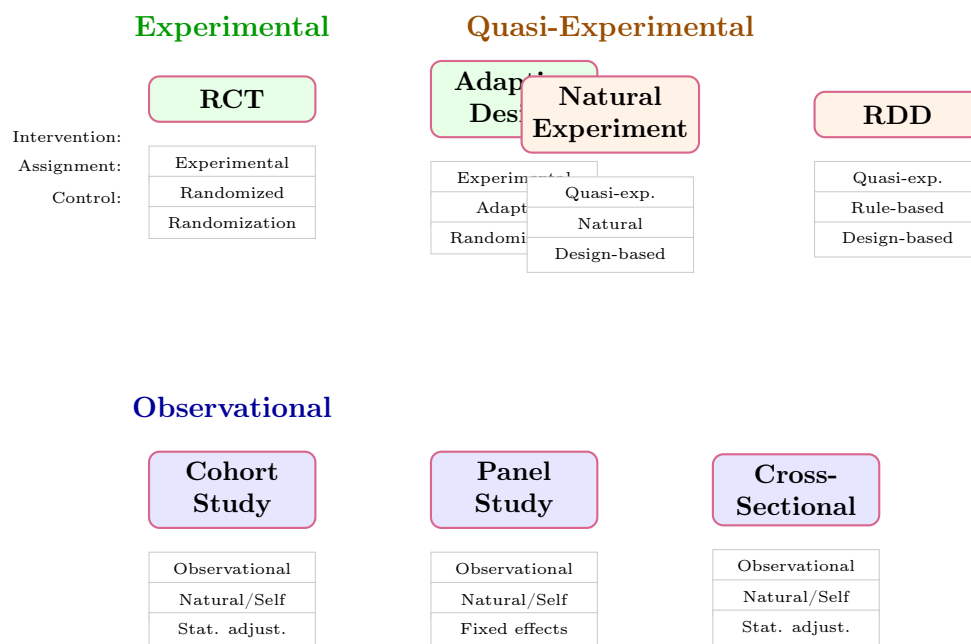 Experimental
Quasi-Experimental
RCT
Natural
Experiment
RDD
Intervention:
Assignment:
Control:
Experimental
Randomized
Randomization
Quasi-exp.
Natural
Design-based
Quasi-exp.
Rule-based
Design-based
Observational
Cohort
Study
Panel
Study
Cross-
Sectional
Observational
Natural/Self
Stat. adjust.
Observational
Natural/Self
Fixed effects
Observational
Natural/Self
Stat. adjust.